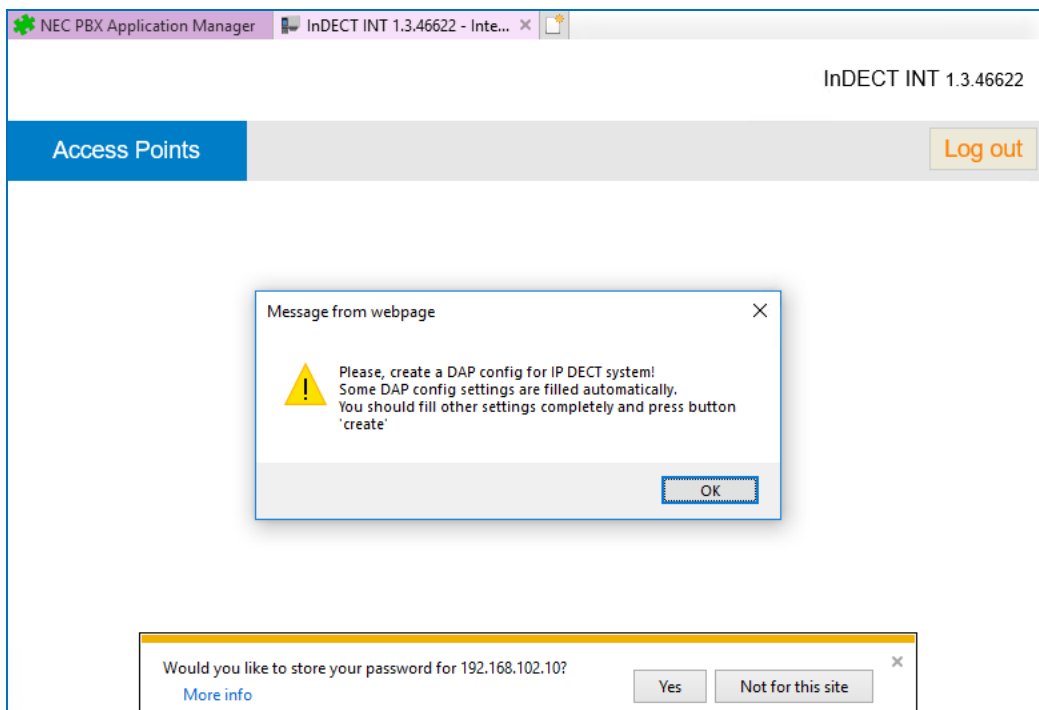 NEC PBX Application Manager
InDECT INT 1.3.46622 - Inte...
InDECT INT 1.3.46622
Access Points
Log out
Message from webpage
Please, create a DAP config for IP DECT system!
Some DAP config settings are filled automatically.
You should fill other settings completely and press button
'create'
OK
Would you like to store your password for 192.168.102.10?
More info
Yes
Not for this site